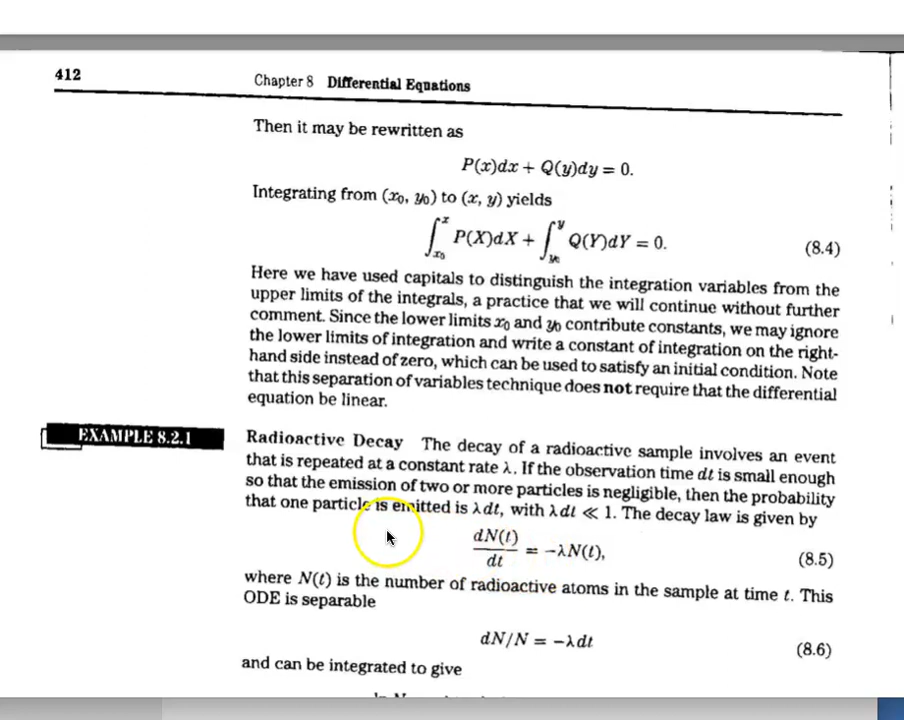 412
Chapter 8 Differential Equations
Then it may be rewritten as
P(x)dx + Q(y)dy = 0.
Integrating from (x₀, y₀) to (x, y) yields
∫_{x₀}^{x} P(X)dX + ∫_{y₀}^{y} Q(Y)dY = 0. (8.4)
Here we have used capitals to distinguish the integration variables from the
upper limits of the integrals, a practice that we will continue without further
comment. Since the lower limits x₀ and y₀ contribute constants, we may ignore
the lower limits of integration and write a constant of integration on the right-
hand side instead of zero, which can be used to satisfy an initial condition. Note
that this separation of variables technique does not require that the differential
equation be linear.
EXAMPLE 8.2.1
Radioactive Decay The decay of a radioactive sample involves an event
that is repeated at a constant rate λ. If the observation time dt is small enough
so that the emission of two or more particles is negligible, then the probability
that one particle is emitted is λ dt, with λ dt ≪ 1. The decay law is given by
dN(t)/dt = −λN(t), (8.5)
where N(t) is the number of radioactive atoms in the sample at time t. This
ODE is separable
dN/N = −λdt (8.6)
and can be integrated to give